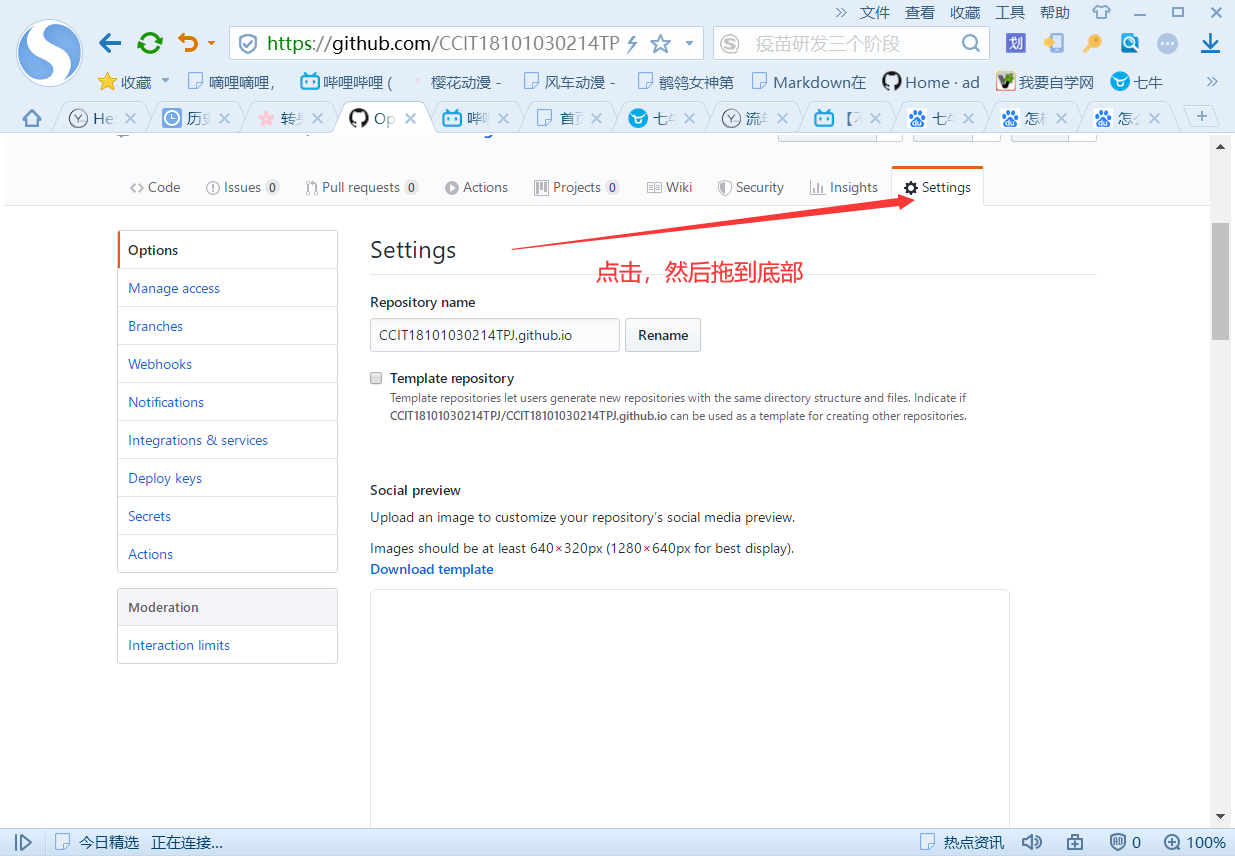 » 文件 查看 收藏 工具 帮助
https://github.com/CCIT18101030214TP 疫苗研发三个阶段 划
收藏 嘀哩嘀哩, 哔哩哔哩 ( 樱花动漫 - 风车动漫 - 鹡鸰女神第 Markdown在 Home · ad 我要自学网 七牛 »
He 历史 转 Op 哔 首页 七牛 流年 七牛 怎 怎么
Code Issues 0 Pull requests 0 Actions Projects 0 Wiki Security Insights Settings
点击，然后拖到底部
Options
Manage access
Branches
Webhooks
Notifications
Integrations & services
Deploy keys
Secrets
Actions
Moderation
Interaction limits
Settings
Repository name
CCIT18101030214TPJ.github.io Rename
Template repository
Template repositories let users generate new repositories with the same directory structure and files. Indicate if
CCIT18101030214TPJ/CCIT18101030214TPJ.github.io can be used as a template for creating other repositories.
Social preview
Upload an image to customize your repository’s social media preview.
Images should be at least 640×320px (1280×640px for best display).
Download template
今日精选 正在连接... 热点资讯 AD 0 100%